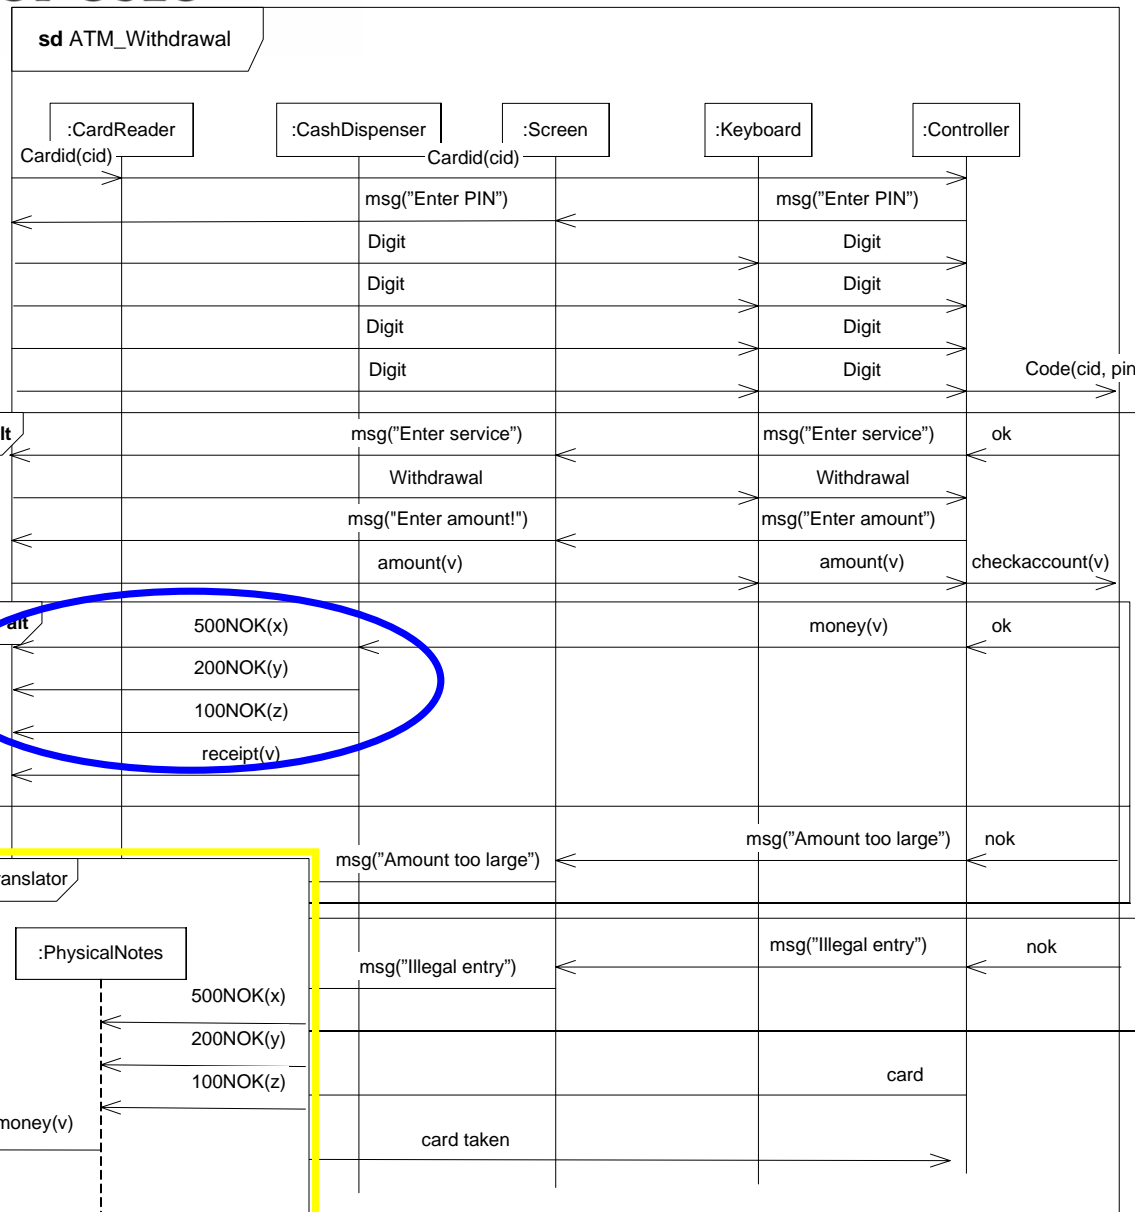 sd ATM_Withdrawal
:CardReader :CashDispenser :Screen :Keyboard :Controller
Cardid(cid) Cardid(cid)
msg(”Enter PIN”) msg(”Enter PIN”)
Digit Digit
Digit Digit
Digit Digit
Digit Digit Code(cid, pin
lt msg(”Enter service”) msg(”Enter service”) ok
Withdrawal Withdrawal
msg("Enter amount!") msg(”Enter amount”)
amount(v) amount(v) checkaccount(v)
alt 500NOK(x) money(v) ok
200NOK(y)
100NOK(z)
receipt(v)
msg(”Amount too large”) nok
msg(”Amount too large”)
ranslator
:PhysicalNotes
msg(”Illegal entry”) nok
msg(”Illegal entry”)
500NOK(x)
200NOK(y)
100NOK(z)
card
money(v)
card taken